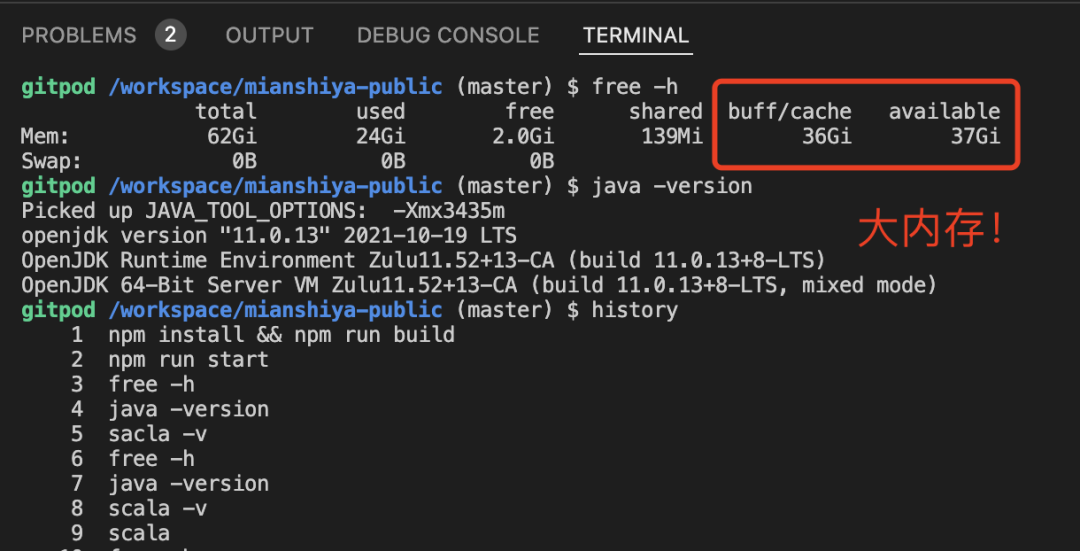 PROBLEMS 2 OUTPUT DEBUG CONSOLE TERMINAL
gitpod /workspace/mianshiya-public (master) $ free -h
total used free shared buff/cache available
Mem: 62Gi 24Gi 2.0Gi 139Mi 36Gi 37Gi
Swap: 0B 0B 0B
gitpod /workspace/mianshiya-public (master) $ java -version
Picked up JAVA_TOOL_OPTIONS: -Xmx3435m
大内存!
openjdk version "11.0.13" 2021-10-19 LTS
OpenJDK Runtime Environment Zulu11.52+13-CA (build 11.0.13+8-LTS)
OpenJDK 64-Bit Server VM Zulu11.52+13-CA (build 11.0.13+8-LTS, mixed mode)
gitpod /workspace/mianshiya-public (master) $ history
1 npm install && npm run build
2 npm run start
3 free -h
4 java -version
5 sacla -v
6 free -h
7 java -version
8 scala -v
9 scala